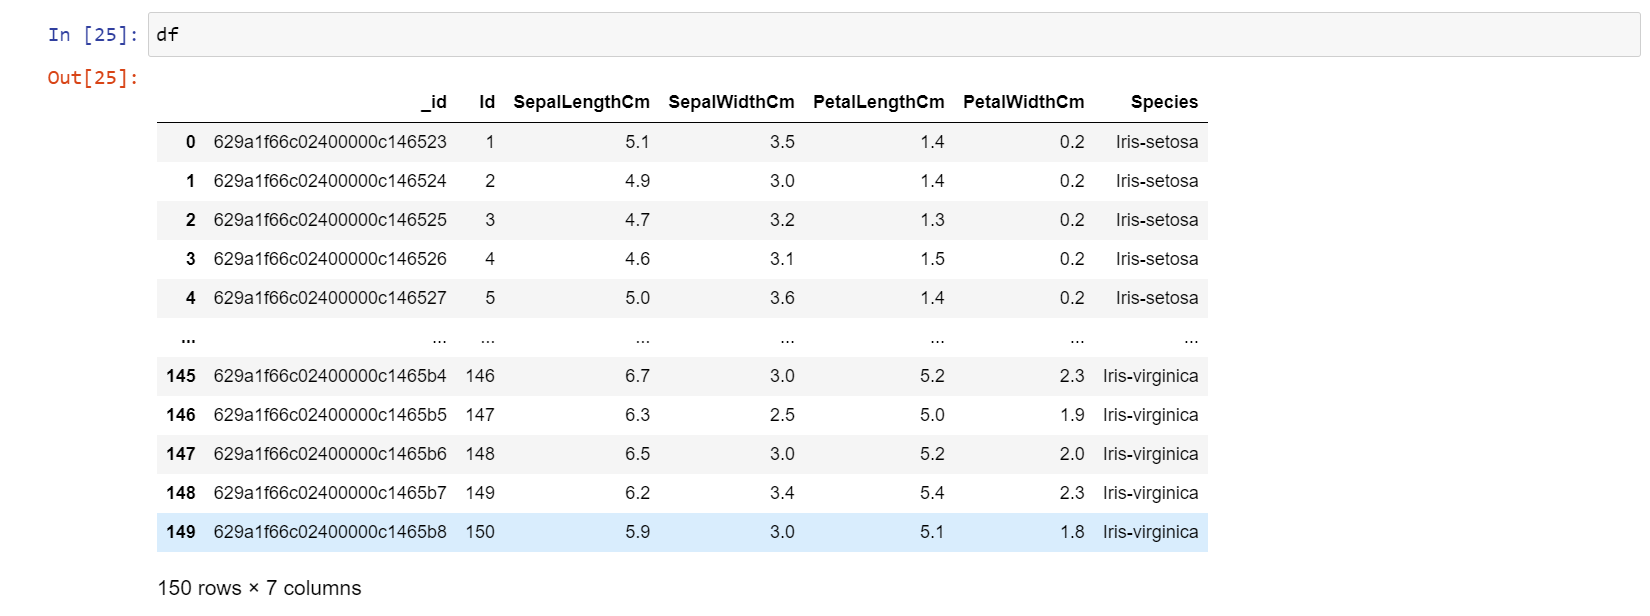 In [25]: df
Out[25]:
_id Id SepalLengthCm SepalWidthCm PetalLengthCm PetalWidthCm Species
0 629a1f66c02400000c146523 1 5.1 3.5 1.4 0.2 Iris-setosa
1 629a1f66c02400000c146524 2 4.9 3.0 1.4 0.2 Iris-setosa
2 629a1f66c02400000c146525 3 4.7 3.2 1.3 0.2 Iris-setosa
3 629a1f66c02400000c146526 4 4.6 3.1 1.5 0.2 Iris-setosa
4 629a1f66c02400000c146527 5 5.0 3.6 1.4 0.2 Iris-setosa
... ... ... ... ... ... ... ...
145 629a1f66c02400000c1465b4 146 6.7 3.0 5.2 2.3 Iris-virginica
146 629a1f66c02400000c1465b5 147 6.3 2.5 5.0 1.9 Iris-virginica
147 629a1f66c02400000c1465b6 148 6.5 3.0 5.2 2.0 Iris-virginica
148 629a1f66c02400000c1465b7 149 6.2 3.4 5.4 2.3 Iris-virginica
149 629a1f66c02400000c1465b8 150 5.9 3.0 5.1 1.8 Iris-virginica
150 rows × 7 columns